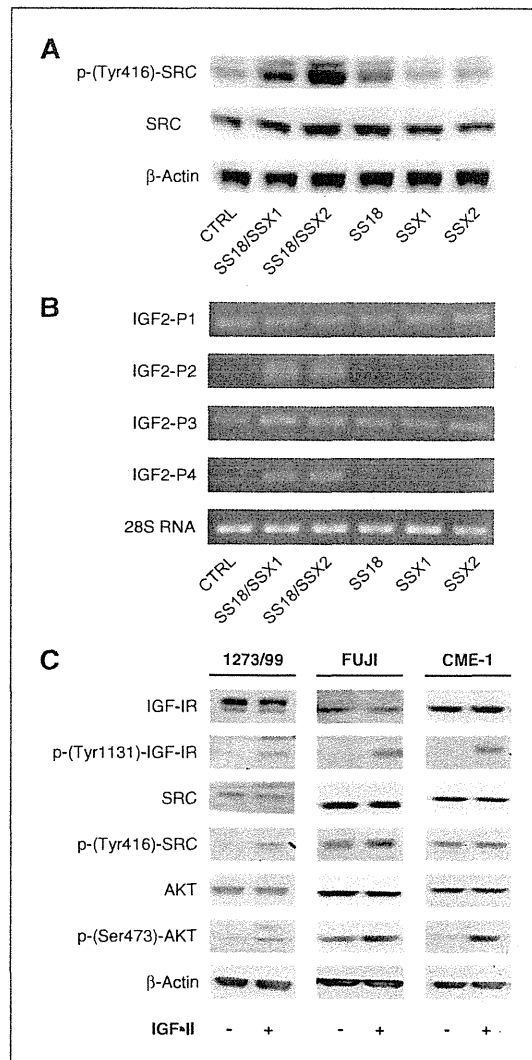 A
p-(Tyr416)-SRC
SRC
β-Actin
CTRL
SS18/SSX1
SS18/SSX2
SS18
SSX1
SSX2
B
IGF2-P1
IGF2-P2
IGF2-P3
IGF2-P4
28S RNA
CTRL
SS18/SSX1
SS18/SSX2
SS18
SSX1
SSX2
C
1273/99 FUJI CME-1
IGF-IR
p-(Tyr1131)-IGF-IR
SRC
p-(Tyr416)-SRC
AKT
p-(Ser473)-AKT
β-Actin
IGF-II - + - + - +